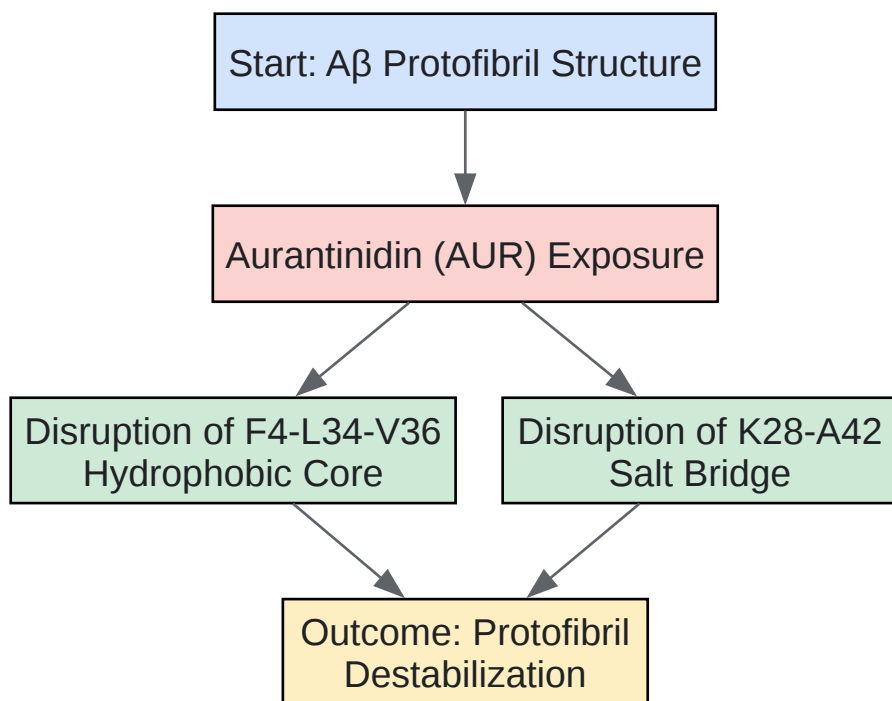 Start: Aβ Protofibril Structure
Aurantinidin (AUR) Exposure
Disruption of F4-L34-V36
Hydrophobic Core
Disruption of K28-A42
Salt Bridge
Outcome: Protofibril
Destabilization